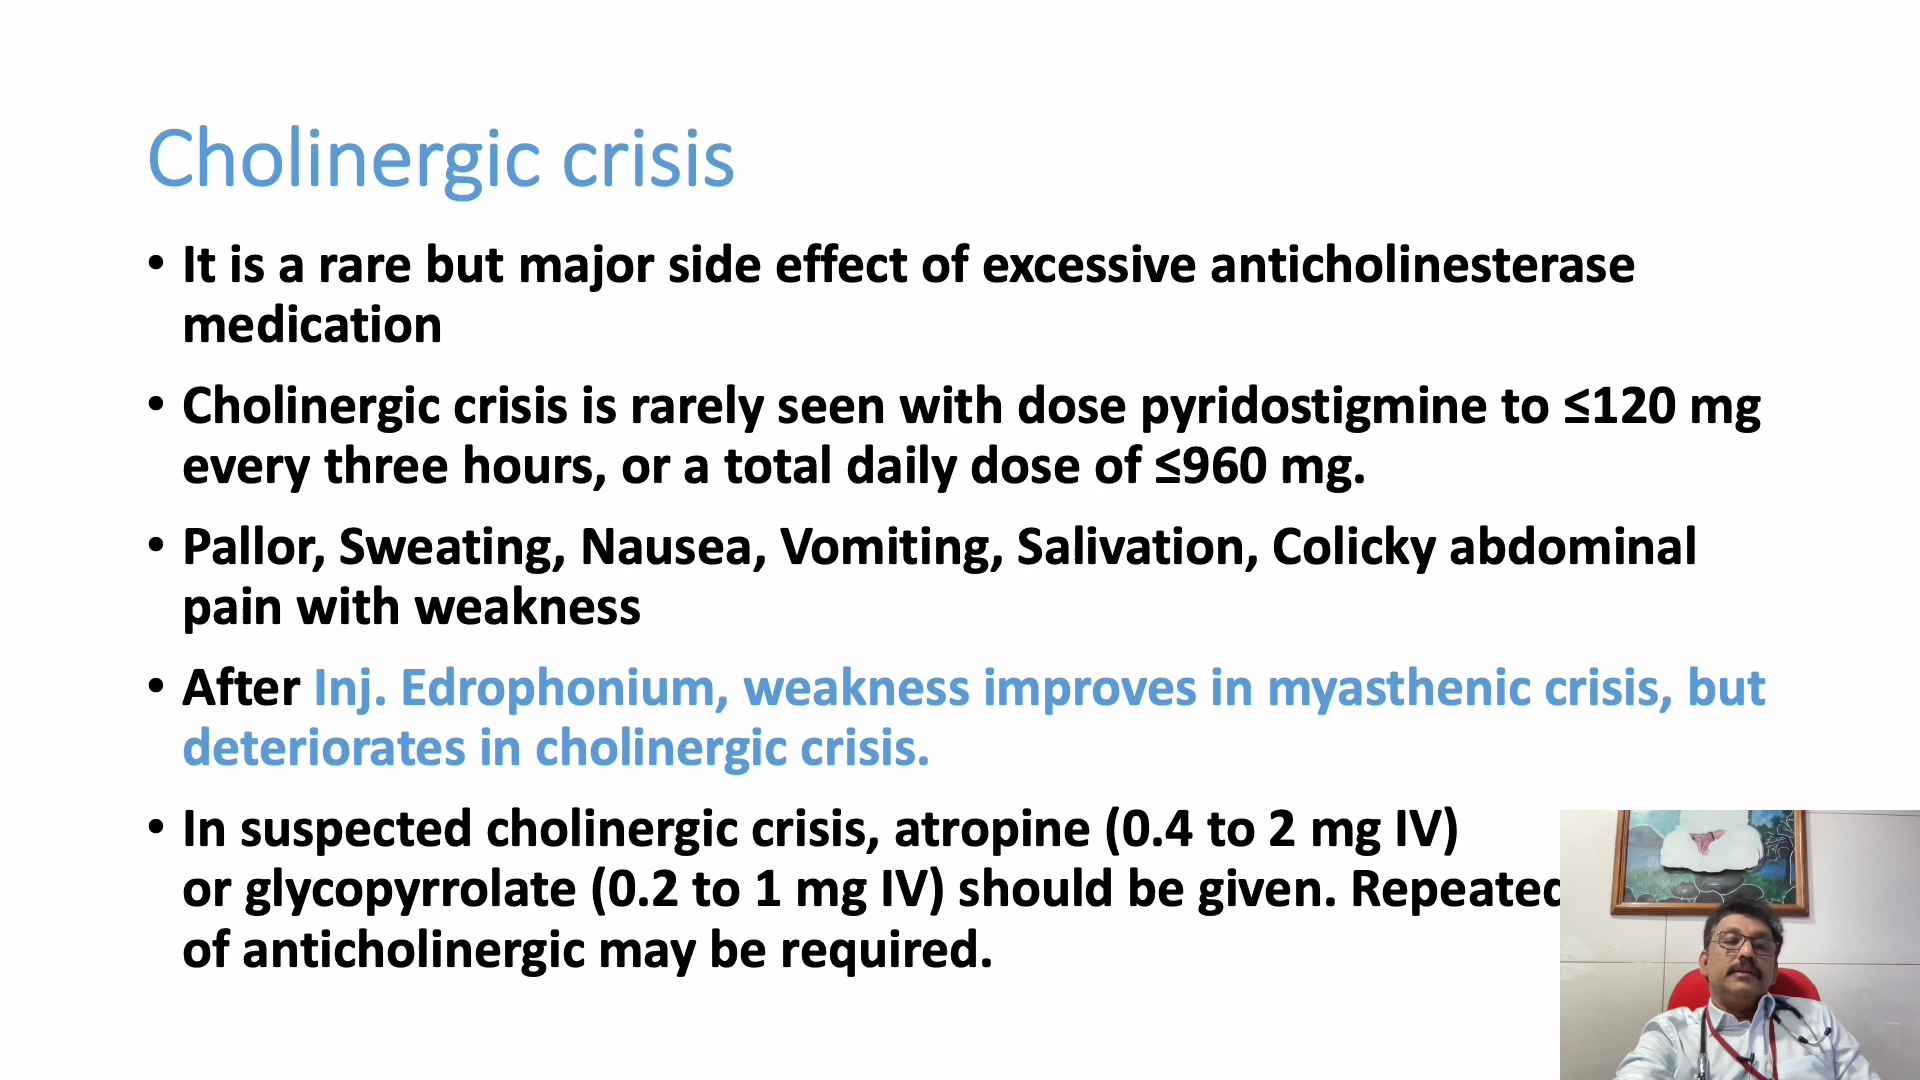 Cholinergic crisis
• It is a rare but major side effect of excessive anticholinesterase
medication
• Cholinergic crisis is rarely seen with dose pyridostigmine to ≤120 mg
every three hours, or a total daily dose of ≤960 mg.
• Pallor, Sweating, Nausea, Vomiting, Salivation, Colicky abdominal
pain with weakness
• After Inj. Edrophonium, weakness improves in myasthenic crisis, but
deteriorates in cholinergic crisis.
• In suspected cholinergic crisis, atropine (0.4 to 2 mg IV)
or glycopyrrolate (0.2 to 1 mg IV) should be given. Repeated
of anticholinergic may be required.